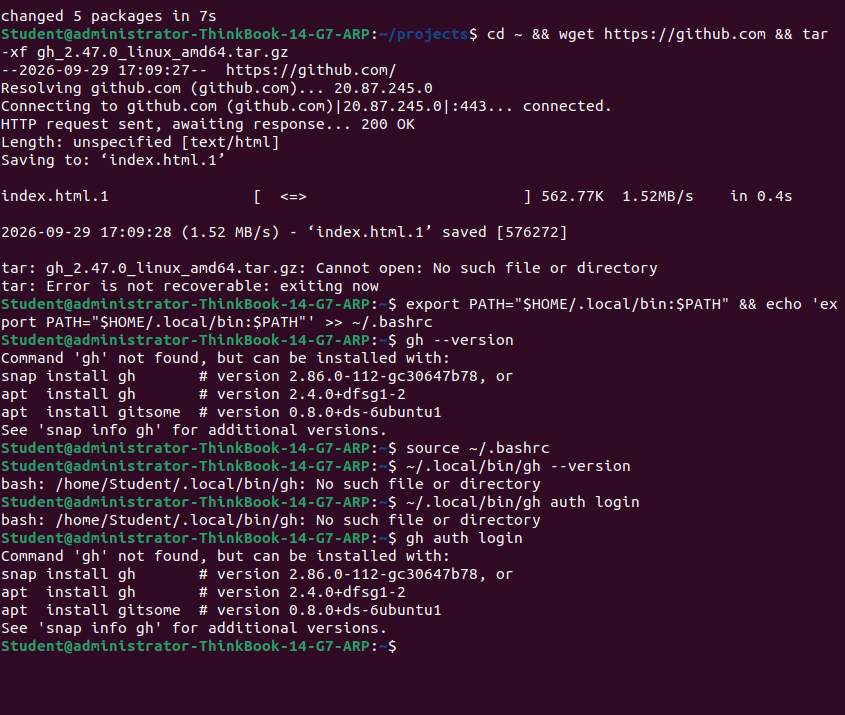 changed 5 packages in 7s
Student@administrator-ThinkBook-14-G7-ARP:~/projects$ cd ~ && wget https://github.com && tar
-xf gh_2.47.0_linux_amd64.tar.gz
--2026-09-29 17:09:27--  https://github.com/
Resolving github.com (github.com)... 20.87.245.0
Connecting to github.com (github.com)|20.87.245.0|:443... connected.
HTTP request sent, awaiting response... 200 OK
Length: unspecified [text/html]
Saving to: ‘index.html.1’
index.html.1                [  <=>                        ] 562.77K  1.52MB/s    in 0.4s
2026-09-29 17:09:28 (1.52 MB/s) - ‘index.html.1’ saved [576272]
tar: gh_2.47.0_linux_amd64.tar.gz: Cannot open: No such file or directory
tar: Error is not recoverable: exiting now
Student@administrator-ThinkBook-14-G7-ARP:~$ export PATH="$HOME/.local/bin:$PATH" && echo 'ex
port PATH="$HOME/.local/bin:$PATH"' >> ~/.bashrc
Student@administrator-ThinkBook-14-G7-ARP:~$ gh --version
Command 'gh' not found, but can be installed with:
snap install gh       # version 2.86.0-112-gc30647b78, or
apt  install gh       # version 2.4.0+dfsg1-2
apt  install gitsome  # version 0.8.0+ds-6ubuntu1
See 'snap info gh' for additional versions.
Student@administrator-ThinkBook-14-G7-ARP:~$ source ~/.bashrc
Student@administrator-ThinkBook-14-G7-ARP:~$ ~/.local/bin/gh --version
bash: /home/Student/.local/bin/gh: No such file or directory
Student@administrator-ThinkBook-14-G7-ARP:~$ ~/.local/bin/gh auth login
bash: /home/Student/.local/bin/gh: No such file or directory
Student@administrator-ThinkBook-14-G7-ARP:~$ gh auth login
Command 'gh' not found, but can be installed with:
snap install gh       # version 2.86.0-112-gc30647b78, or
apt  install gh       # version 2.4.0+dfsg1-2
apt  install gitsome  # version 0.8.0+ds-6ubuntu1
See 'snap info gh' for additional versions.
Student@administrator-ThinkBook-14-G7-ARP:~$